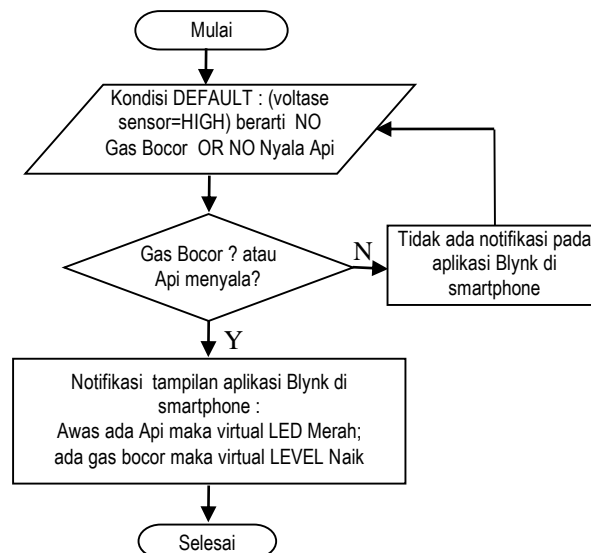 Mulai
Kondisi DEFAULT : (voltase
sensor=HIGH) berarti NO
Gas Bocor OR NO Nyala Api
Gas Bocor ? atau
Api menyala?
N
Tidak ada notifikasi pada
aplikasi Blynk di
smartphone
Y
Notifikasi tampilan aplikasi Blynk di
smartphone :
Awas ada Api maka virtual LED Merah;
ada gas bocor maka virtual LEVEL Naik
Selesai